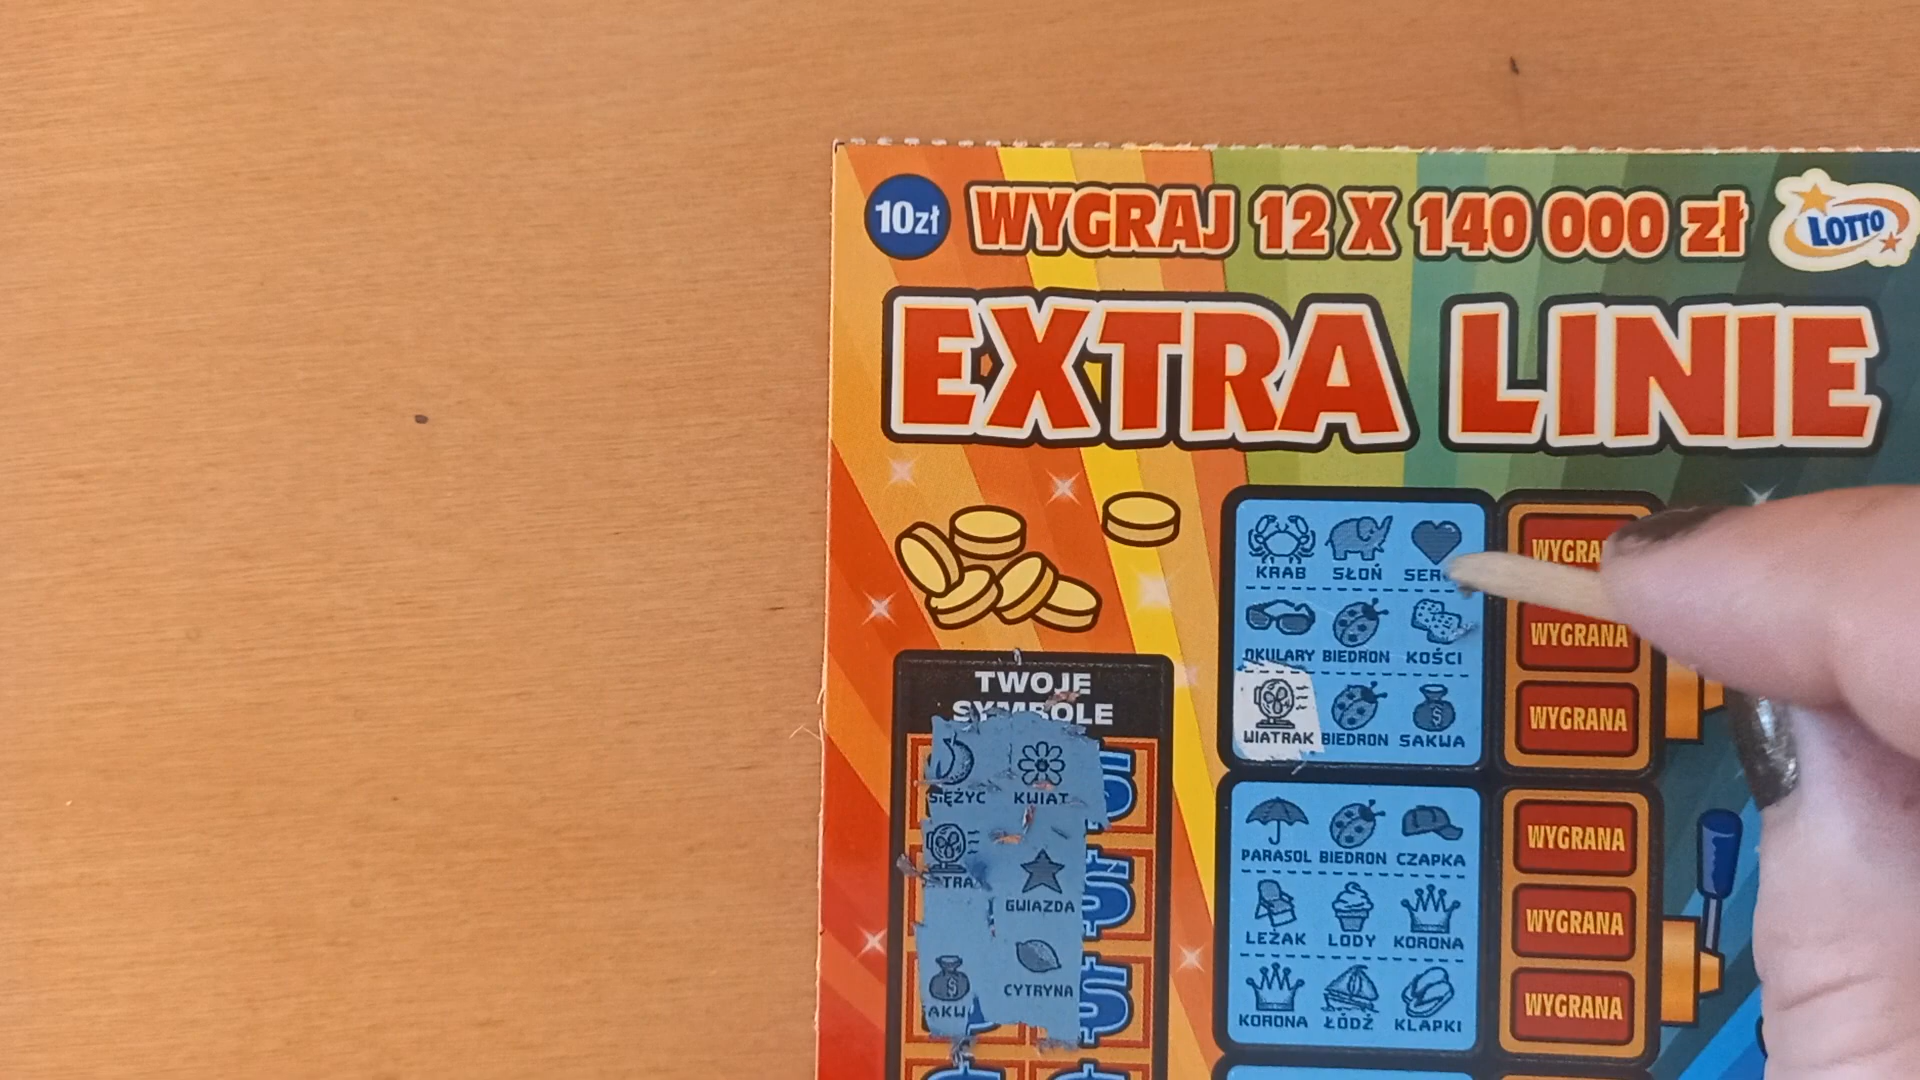 10zł WYGRAJ 12 X 140 000 zł LOTTO
EXTRA LINIE
KRAB SŁOŃ
OKULARY BIEDRON KOŚCI
WIATRAK BIEDRON SAKWA
WYGRANA
WYGRANA
PARASOL BIEDRON CZAPKA
LEŻAK LODY KORONA
KORONA ŁÓDŹ KLAPKI
WYGRANA
WYGRANA
WYGRANA
TWOJE
SYMBOLE
KWIAT
GWIAZDA
CYTRYNA